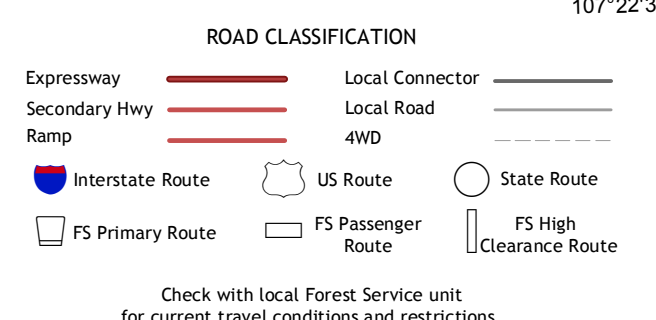 107°22'3
ROAD CLASSIFICATION
Expressway
Local Connector
Secondary Hwy
Local Road
Ramp
4WD
Interstate Route
US Route
State Route
FS Primary Route
FS Passenger
Route
FS High
Clearance Route
Check with local Forest Service unit
for current travel conditions and restrictions